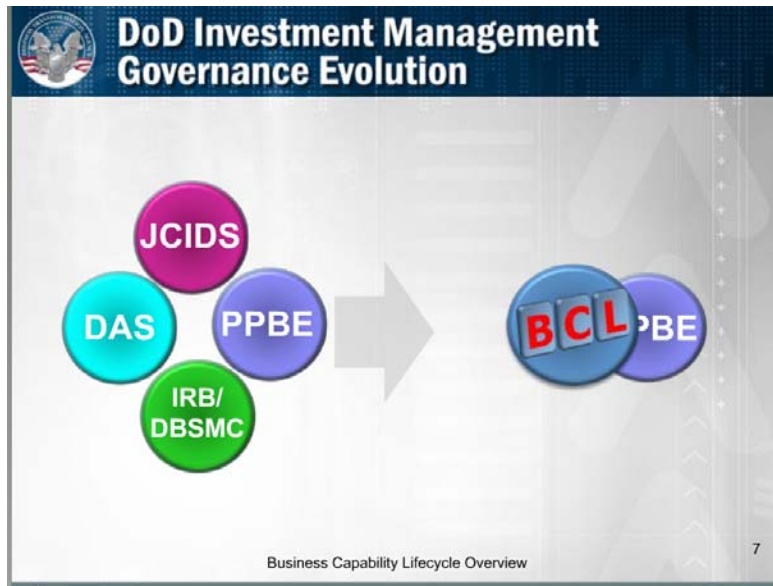 DoD Investment Management
Governance Evolution
JCIDS
DAS
PPBE
IRB/
DBSMC
BCL
PBE
Business Capability Lifecycle Overview
7